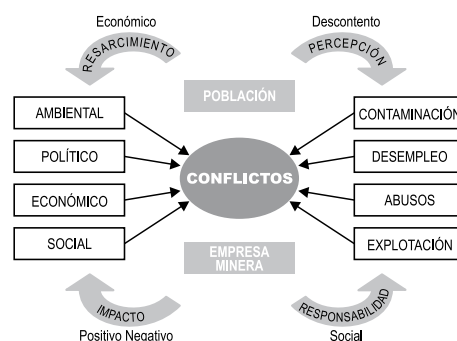 Económico
Descontento
RESARCIMIENTO
PERCEPCIÓN
POBLACIÓN
AMBIENTAL
CONTAMINACIÓN
POLÍTICO
DESEMPLEO
CONFLICTOS
ECONÓMICO
ABUSOS
SOCIAL
EXPLOTACIÓN
EMPRESA
MINERA
IMPACTO
RESPONSABILIDAD
Positivo Negativo
Social